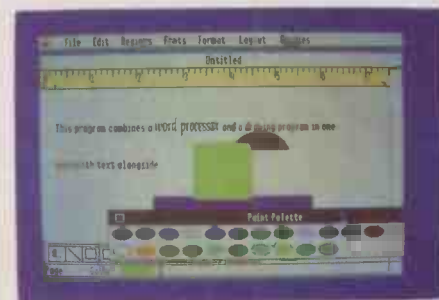 File Edit Regions Fonts Format Layout
Untitled
This program combines a word processor and a drawing program in one
with text alongside
Paint Palette
Page